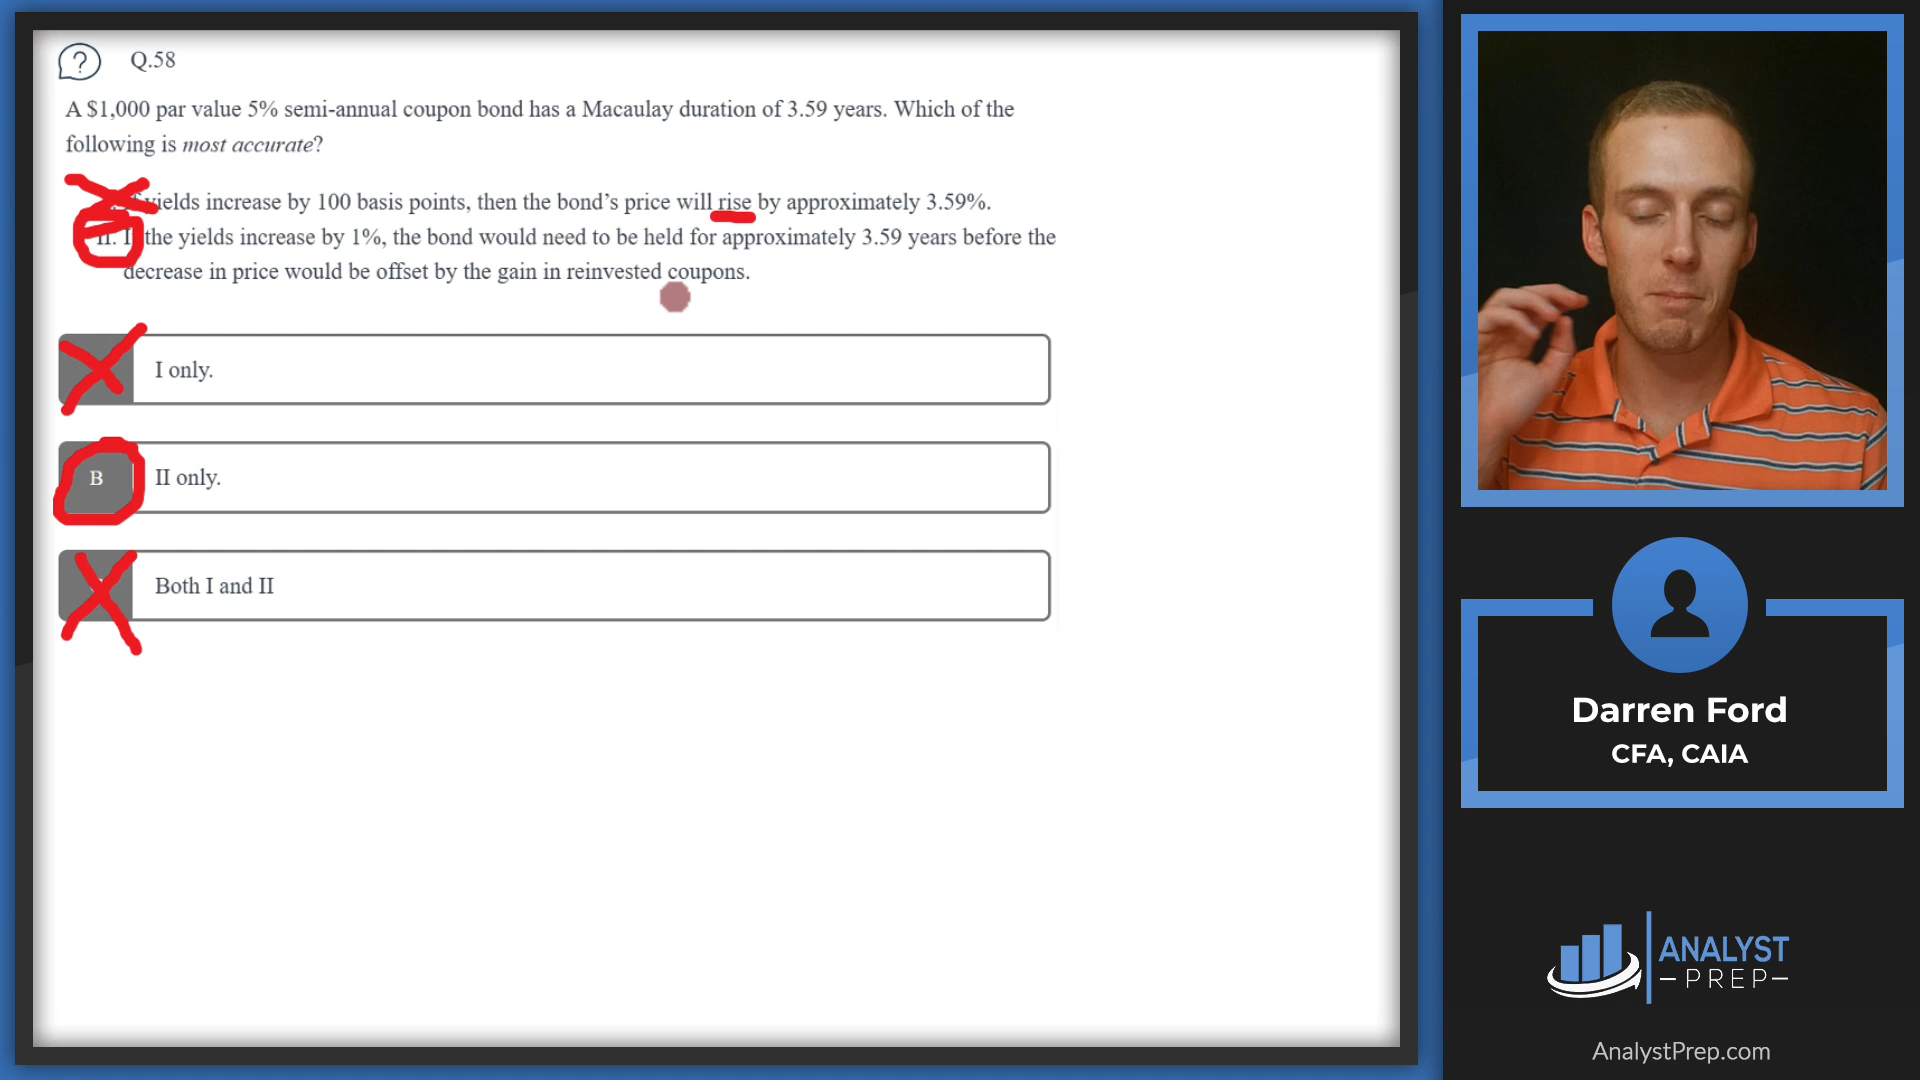 ?
Q.58
A $1,000 par value 5% semi-annual coupon bond has a Macaulay duration of 3.59 years. Which of the
following is most accurate?
yields increase by 100 basis points, then the bond's price will rise by approximately 3.59%.
II. If the yields increase by 1%, the bond would need to be held for approximately 3.59 years before the
decrease in price would be offset by the gain in reinvested coupons.
I only.
B
II only.
Both I and II
Darren Ford
CFA, CAIA
ANALYST
PREP
AnalystPrep.com